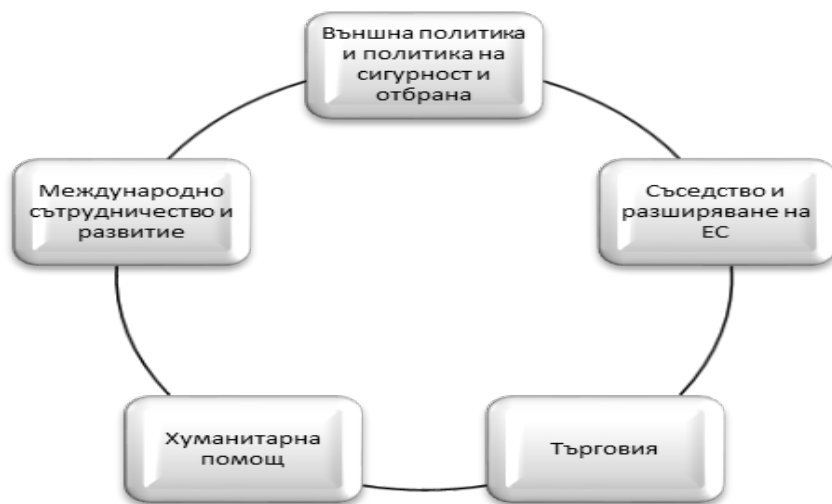 Външна политика
и политика на
сигурност и
отбрана
Международно
сътрудничество и
развитие
Съседство и
разширяване на
ЕС
Хуманитарна
помощ
Търговия